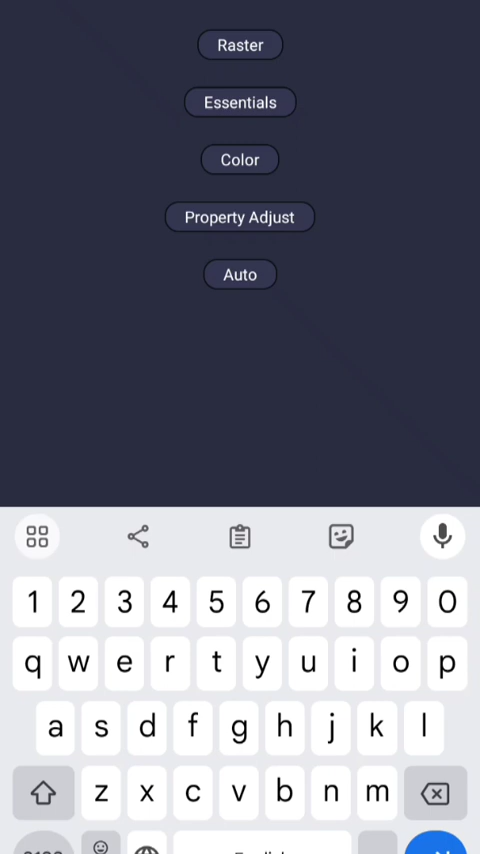 Raster
Essentials
Color
Property Adjust
Auto
1 2 3 4 5 6 7 8 9 0
q w e r t y u i o p
a s d f g h j k l
z x c v b n m